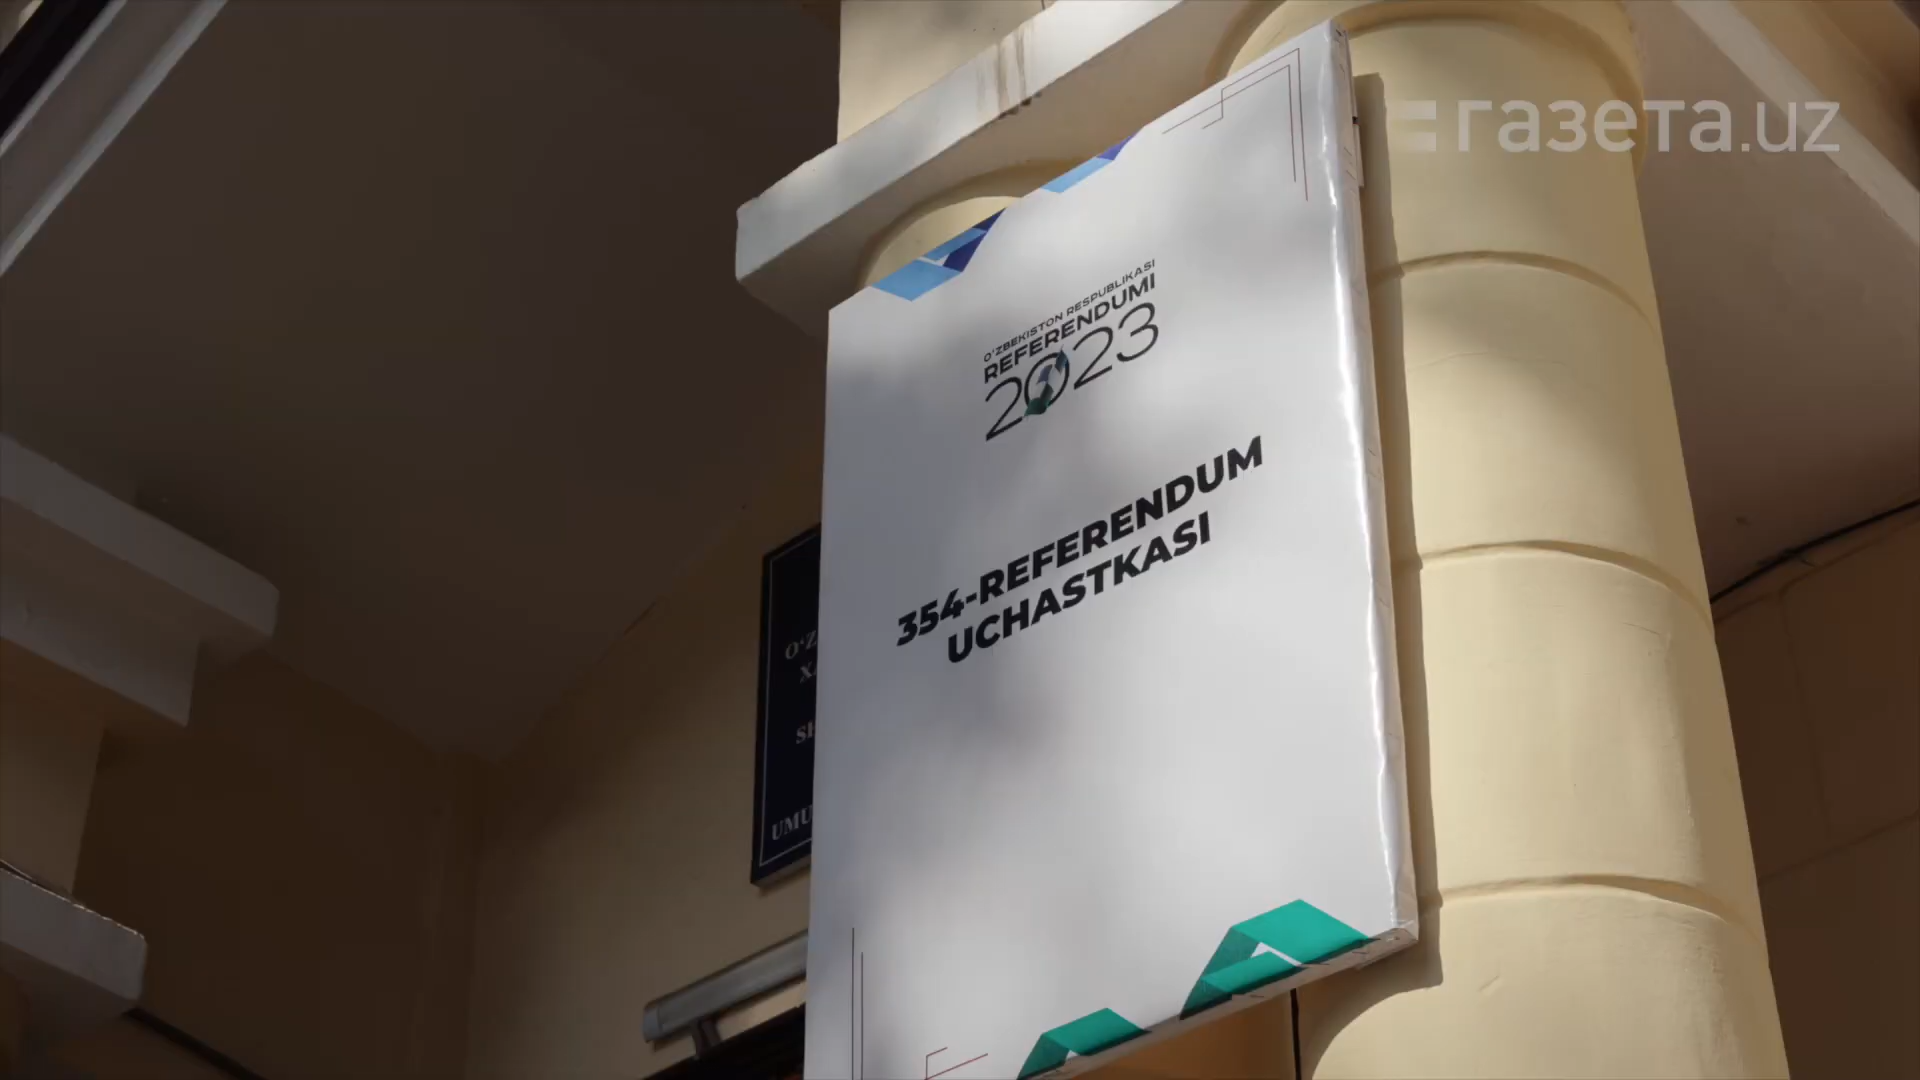 газета.uz
O'ZBEKISTON RESPUBLIKASI
REFERENDUMI
2023
354-REFERENDUM
UCHASTKASI